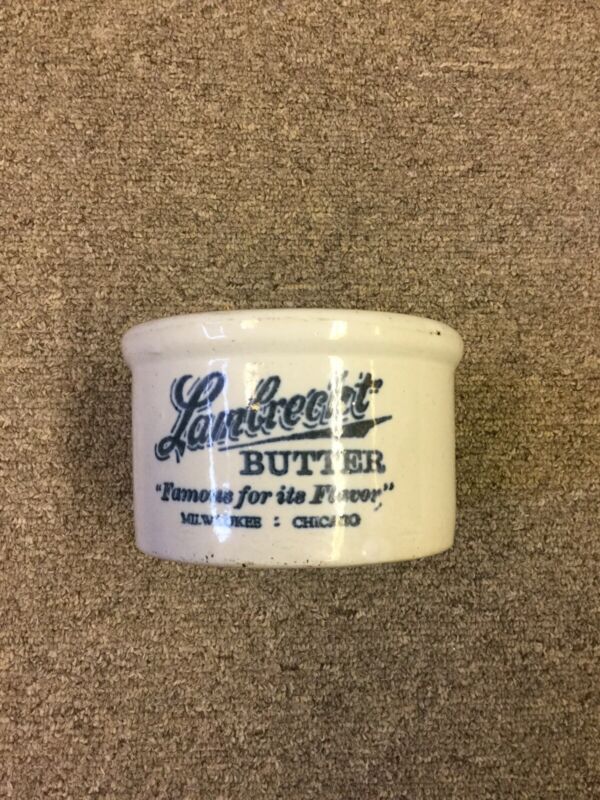 Lambrecht
BUTTER
"Famous for its Flavor"
MILWAUKEE : CHICAGO